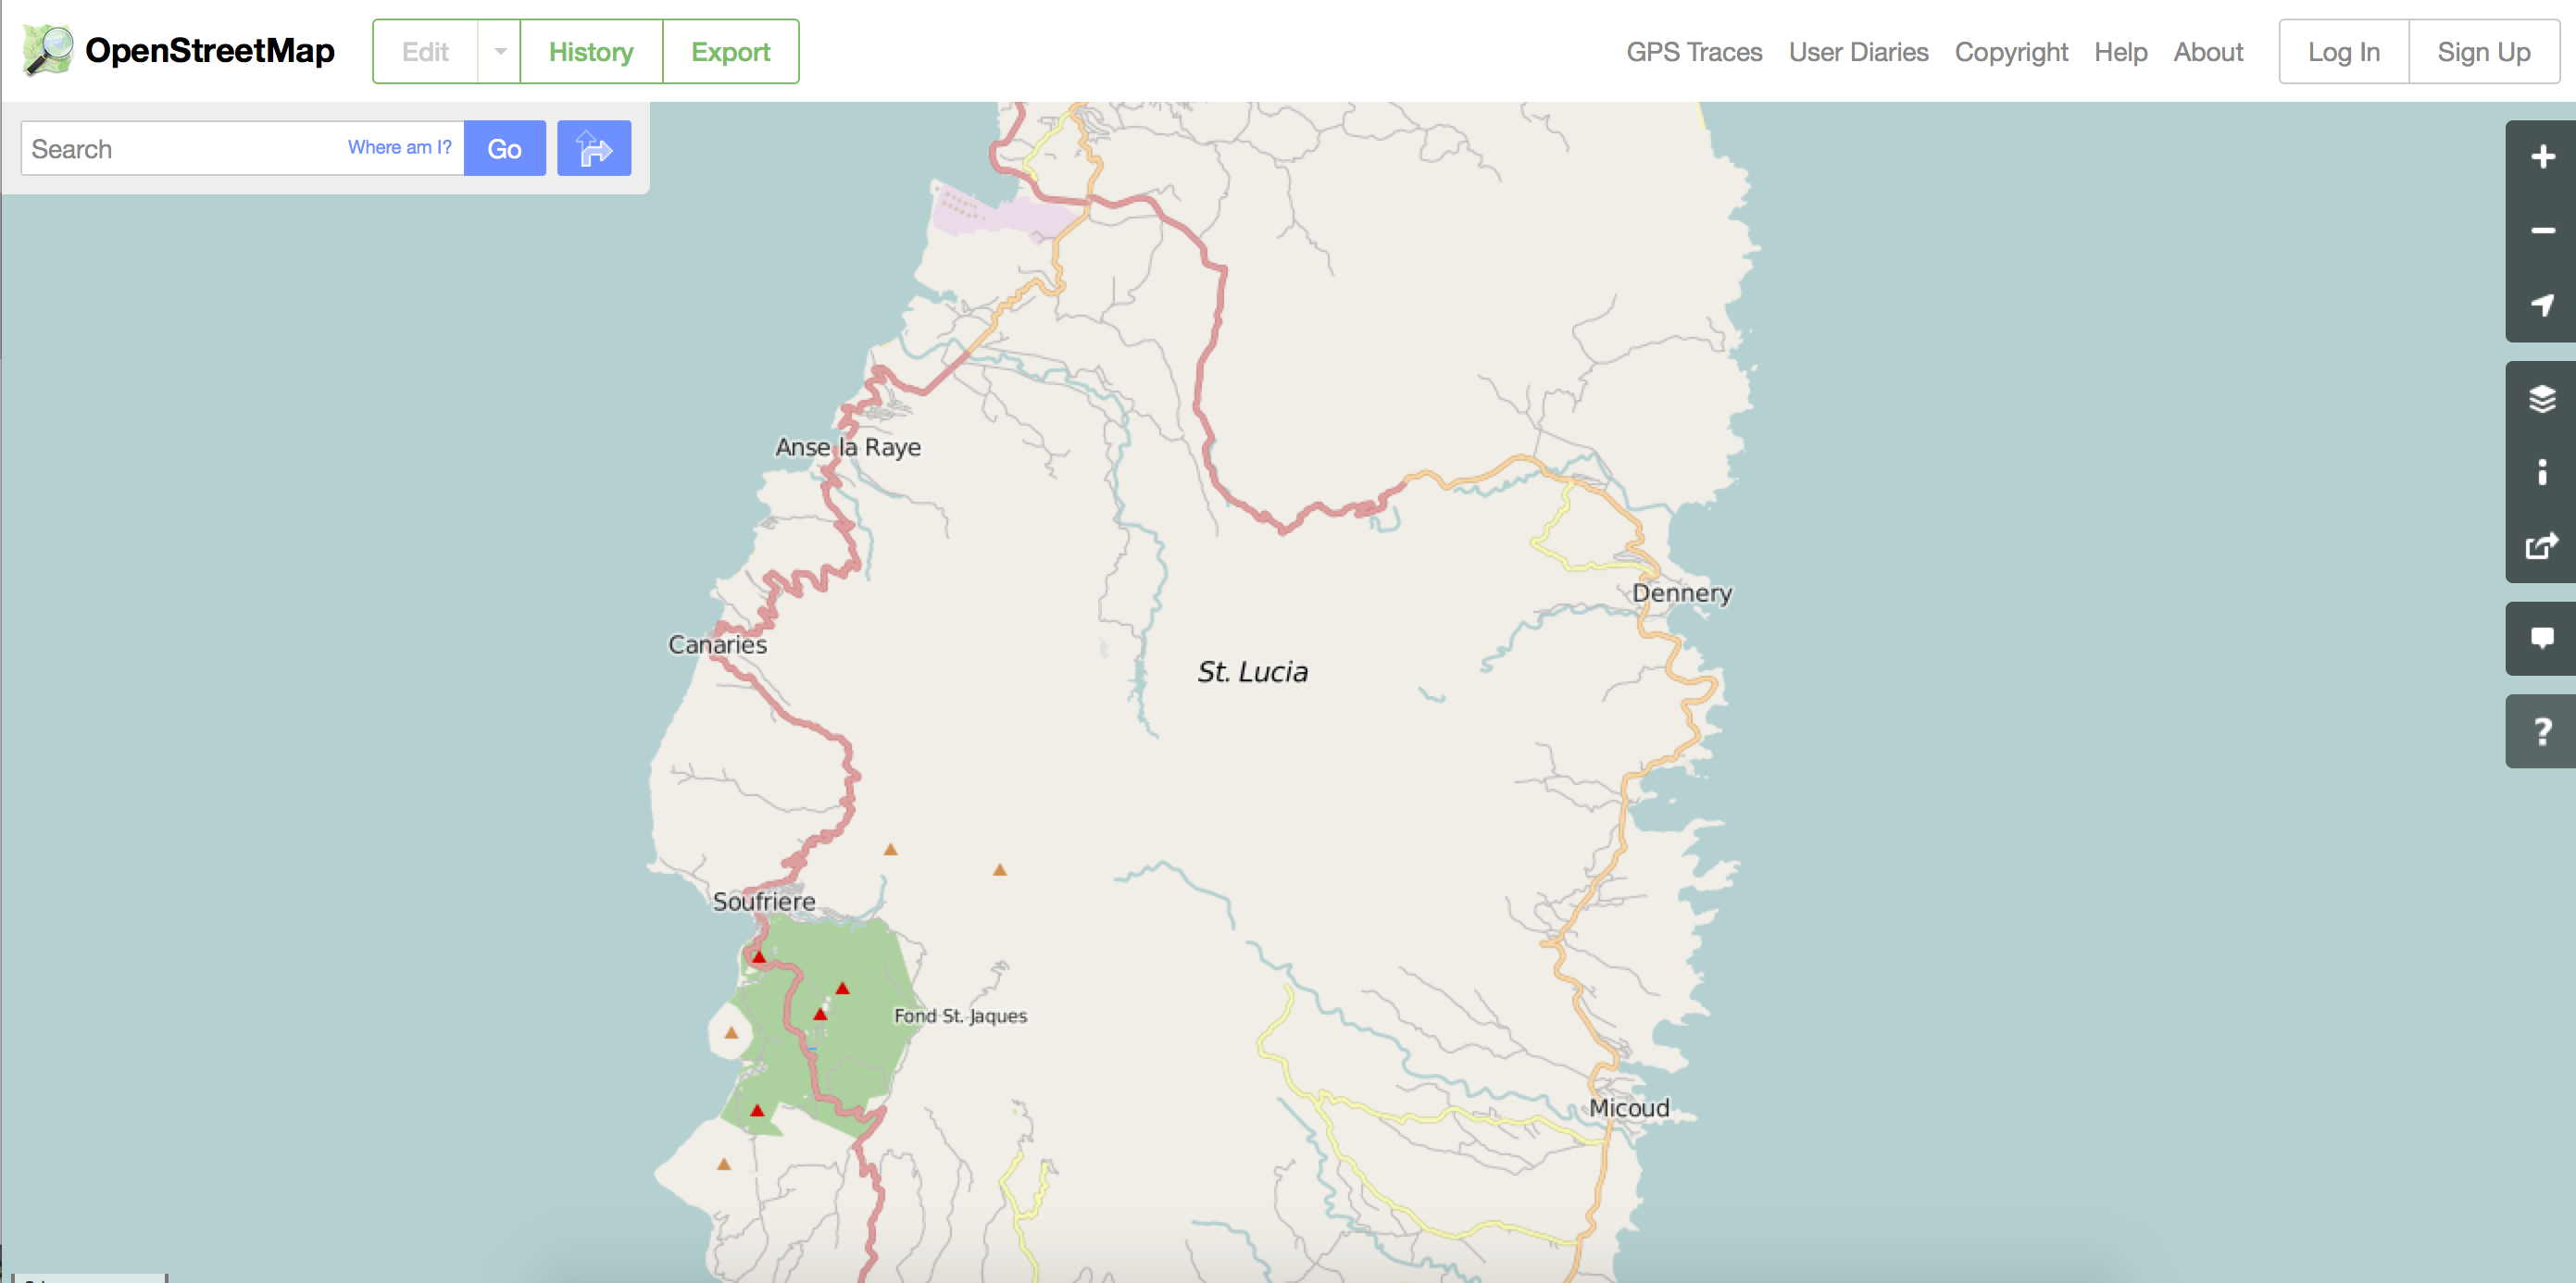 OpenStreetMap
Edit
History
Export
GPS Traces
User Diaries
Copyright
Help
About
Log In
Sign Up
Search
Where am I?
Go
Anse la Raye
Dennery
Canaries
St. Lucia
Soufriere
Fond St. Jaques
Micoud
?